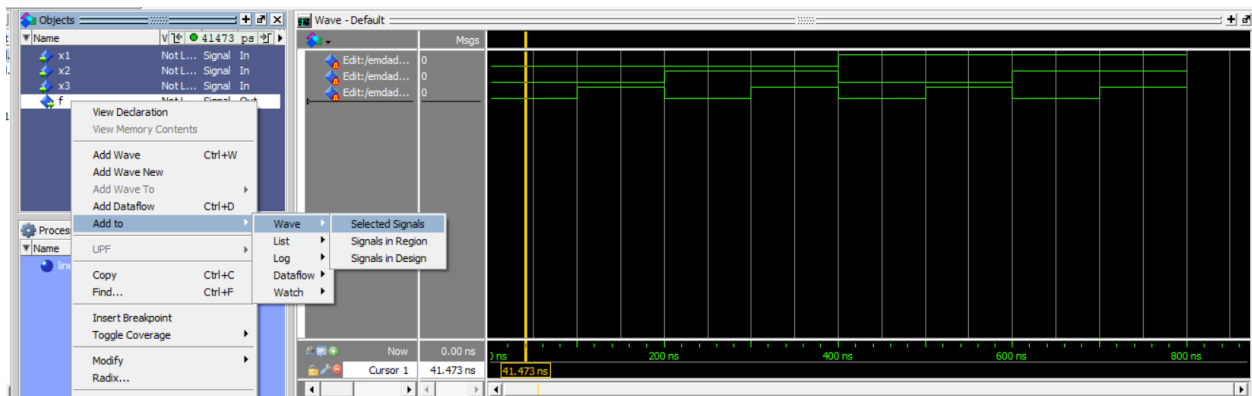 Objects
Name V 41473 ps
x1 Not L... Signal In
x2 Not L... Signal In
x3 Not L... Signal In
f Signal Out
View Declaration
View Memory Contents
Add Wave Ctrl+W
Add Wave New
Add Wave To
Add Dataflow Ctrl+D
Add to
UPF
Copy Ctrl+C
Find... Ctrl+F
Insert Breakpoint
Toggle Coverage
Modify
Radix...
Wave
List
Log
Dataflow
Watch
Selected Signals
Signals in Region
Signals in Design
Name
Wave - Default
Msgs
Edit:/emdad... 0
Edit:/emdad... 0
Edit:/emdad... 0
Now 0.00 ns
Cursor 1 41.473 ns
200 ns 400 ns 600 ns 800 ns
41.473 ns